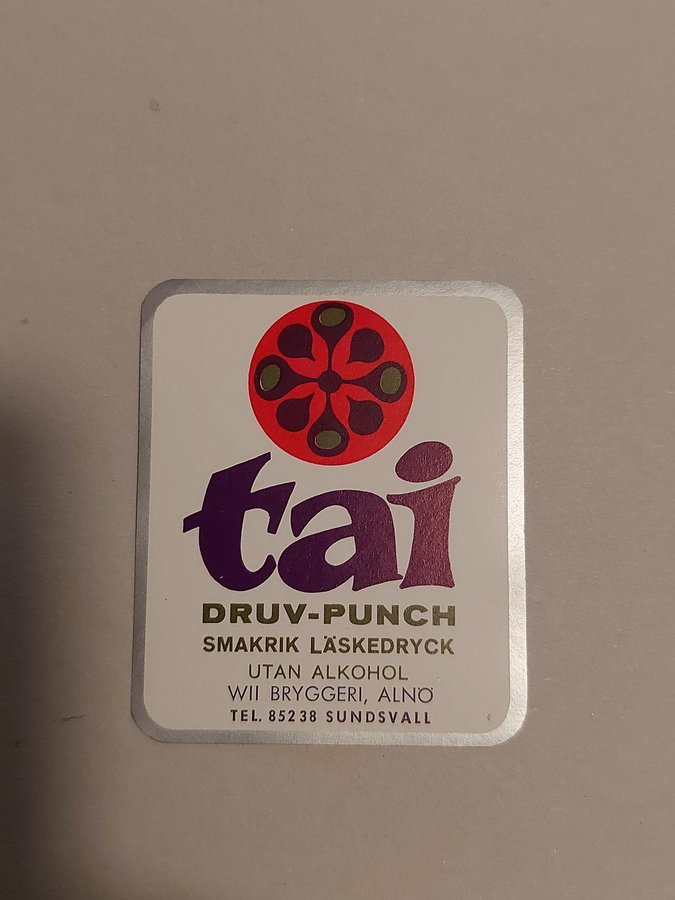 tai
DRUV-PUNCH
SMAKRIK LÄSKEDRYCK
UTAN ALKOHOL
WII BRYGGERI, ALNÖ
TEL. 85238 SUNDSVALL